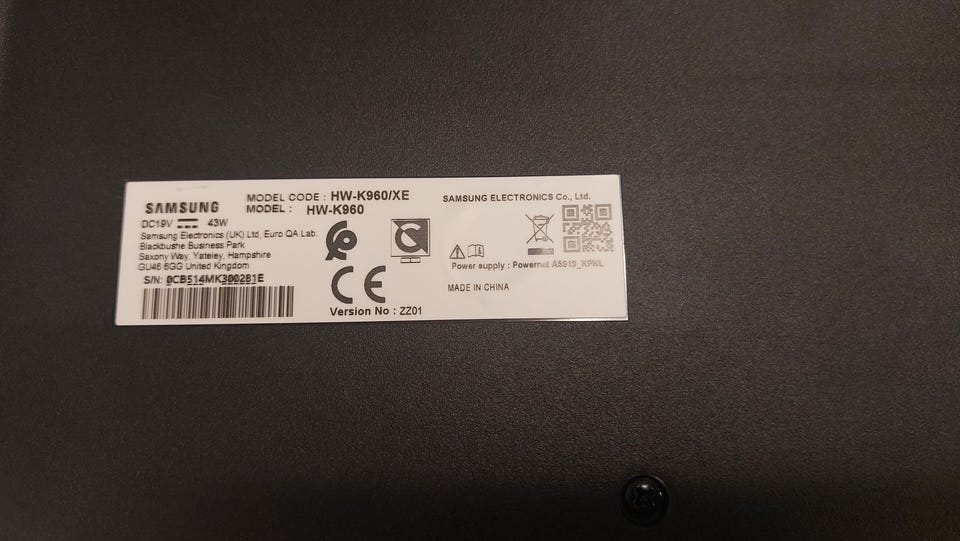 SAMSUNG
DC19V 43W
Samsung Electronics (UK) Ltd, Euro QA Lab.
Blackbushe Business Park
Saxony Way, Yateley, Hampshire
GU46 6GG United Kingdom
S/N: 0CB514MK300281E
MODEL CODE : HW-K960/XE
MODEL : HW-K960
CE
Version No : ZZ01
SAMSUNG ELECTRONICS Co., Ltd.
Power supply : Powernet A5919_KPNL
MADE IN CHINA